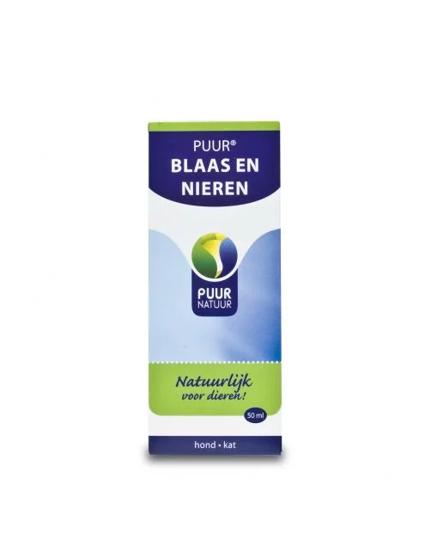 PUUR®
BLAAS EN
NIEREN
PUUR
NATUUR
Natuurlijk
voor dieren!
50 ml
hond • kat